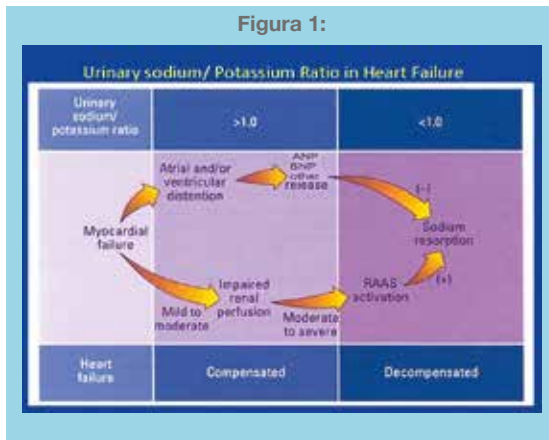 Figura 1:
Urinary sodium/ Potassium Ratio in Heart Failure
Urinary
sodium/
potassium ratio
>1.0
<1.0
Atrial and/or
ventricular
distention
ANP
BNP
other
release
(-)
Myocardial
failure
Sodium
resorption
Mild to
moderate
Impaired
renal
perfusion
Moderate
to severe
RAAS
activation
(+)
Heart
failure
Compensated
Decompensated